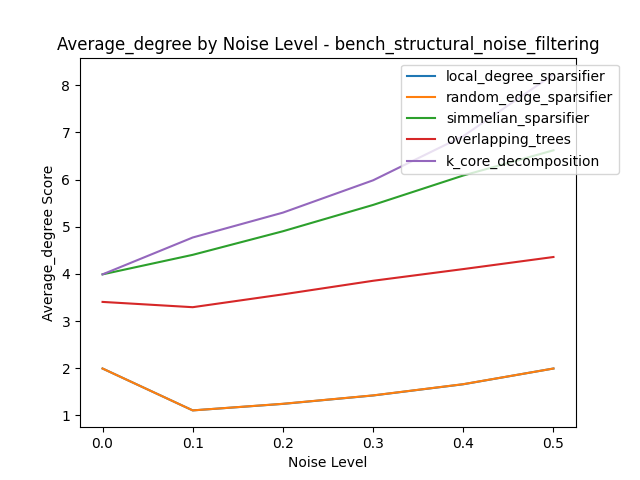 Average_degree by Noise Level - bench_structural_noise_filtering
local_degree_sparsifier
random_edge_sparsifier
simmelian_sparsifier
overlapping_trees
k_core_decomposition
Average_degree Score
8
7
6
5
4
3
2
1
0.0 0.1 0.2 0.3 0.4 0.5
Noise Level